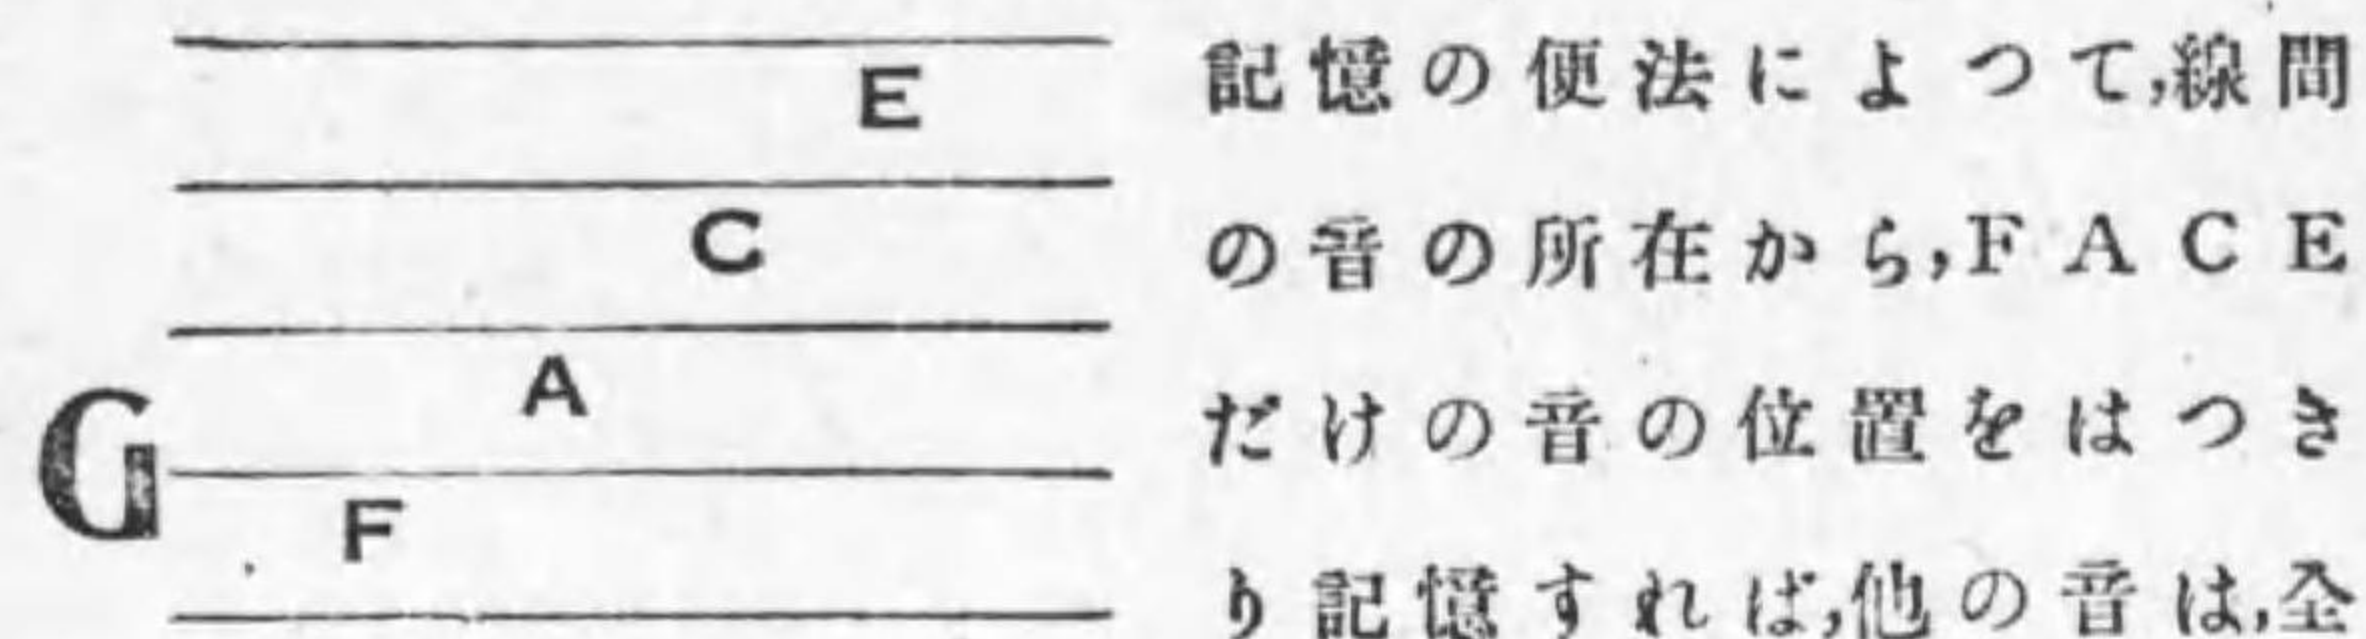 E
C
A
G
F
記憶の便法によつて,線間
の音の所在から,FACE
だけの音の位置をはつき
り記憶すれば,他の音は,全